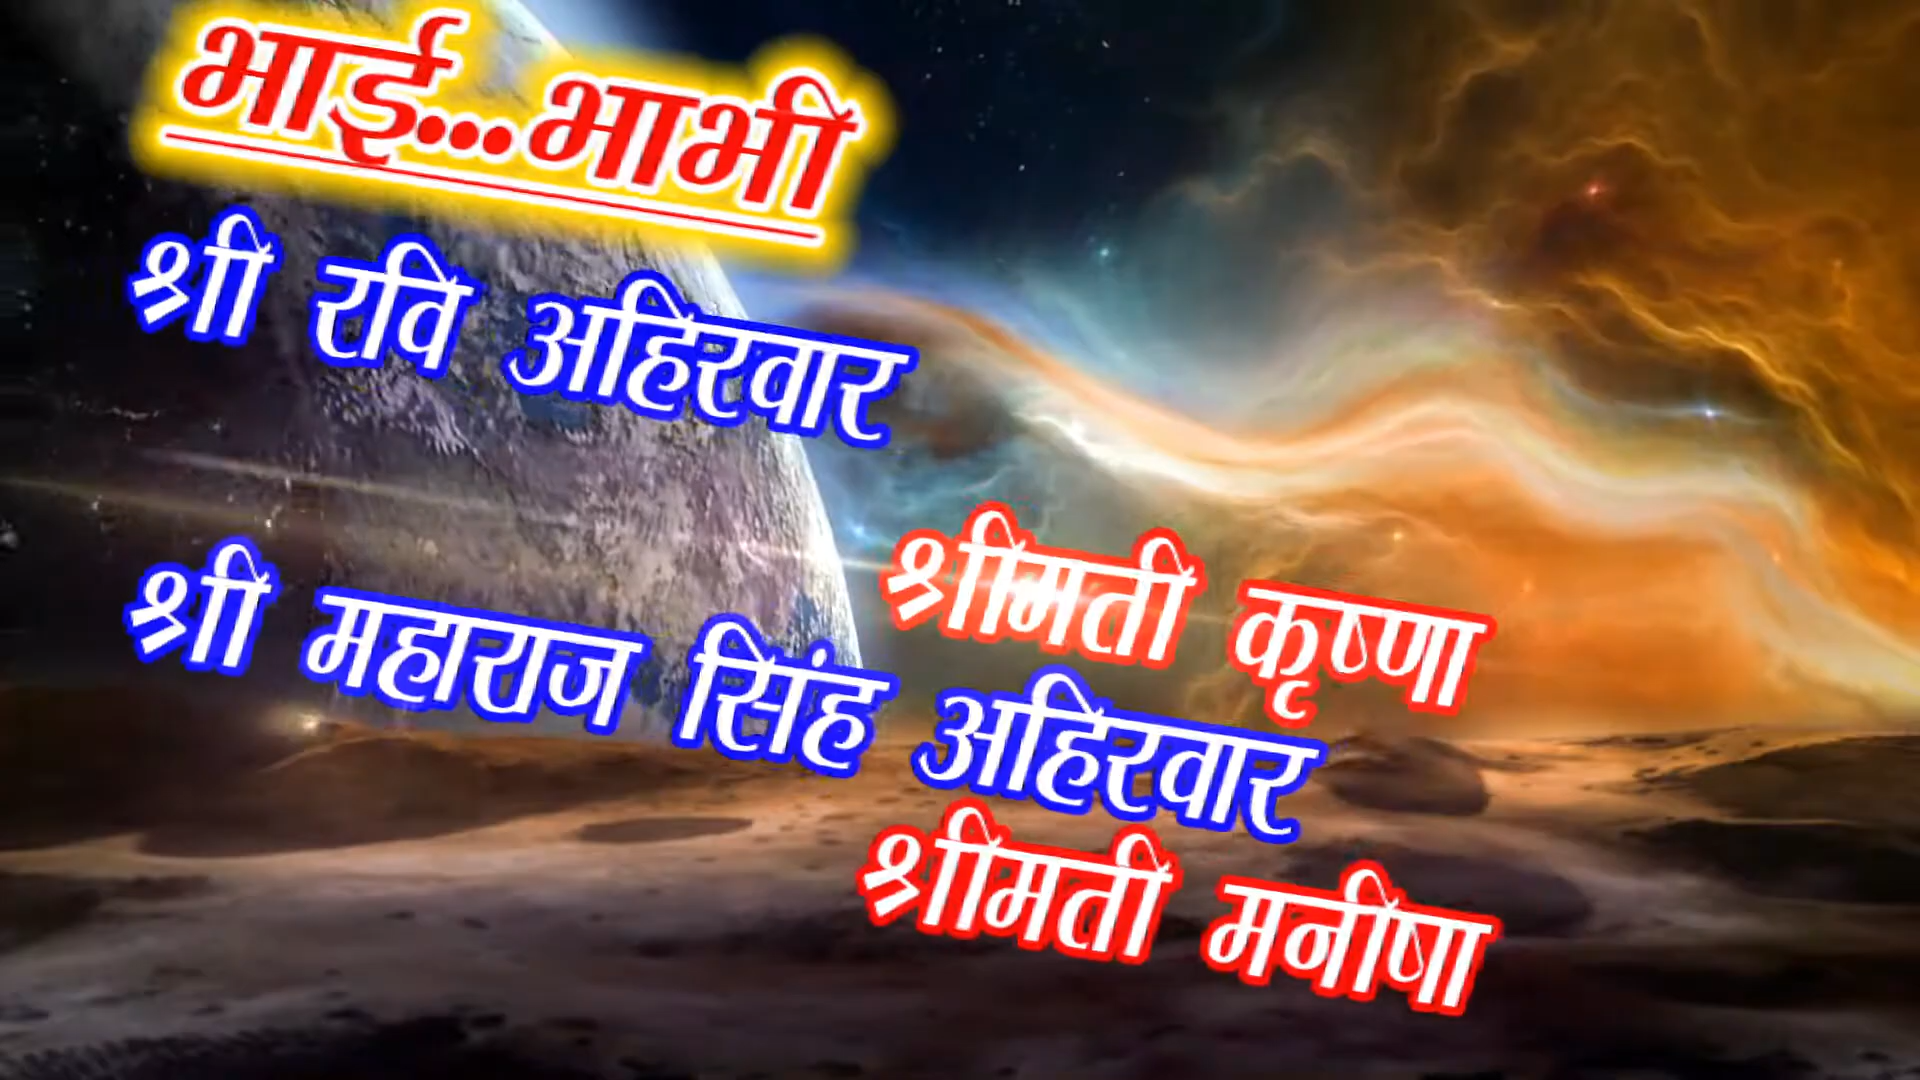 भाई...भाभी
श्री रवि अहिरवार
श्रीमती कृष्णा
श्री महाराज सिंह अहिरवार
श्रीमती मनीषा